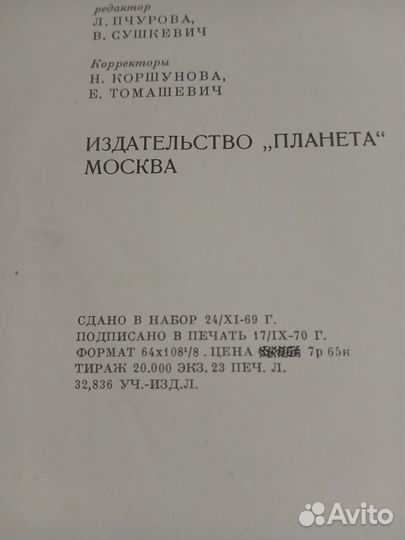 редактор
Л. ПЧУРОВА,
В. СУШКЕВИЧ
Корректоры
Н. КОРШУНОВА,
Е. ТОМАШЕВИЧ
ИЗДАТЕЛЬСТВО „ПЛАНЕТА“
МОСКВА
СДАНО В НАБОР 24/XI-69 Г.
ПОДПИСАНО В ПЕЧАТЬ 17/IX-70 Г.
ФОРМАТ 64х108¹/8. ЦЕНА 7р 65к
ТИРАЖ 20.000 ЭКЗ. 23 ПЕЧ. Л.
32,836 УЧ.-ИЗД.Л.
Avito